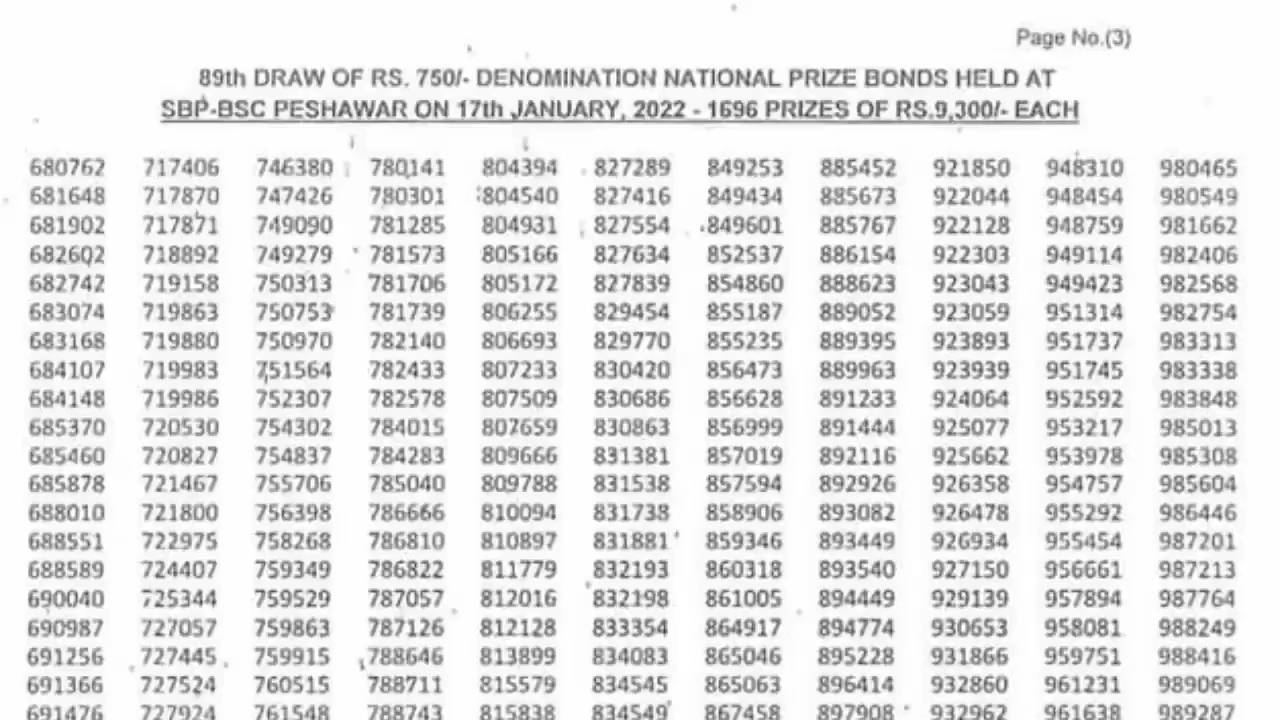 Page No.(3)
89th DRAW OF RS. 750/- DENOMINATION NATIONAL PRIZE BONDS HELD AT
SBP-BSC PESHAWAR ON 17th JANUARY, 2022 - 1696 PRIZES OF RS.9,300/- EACH
680762 717406 746380 780141 804394 827289 849253 885452 921850 948310 980465
681648 717870 747426 780301 804540 827416 849434 885673 922044 948454 980549
681902 717871 749090 781285 804931 827554 849601 885767 922128 948759 981662
682602 718892 749279 781573 805166 827634 852537 886154 922303 949114 982406
682742 719158 750313 781706 805172 827839 854860 888623 923043 949423 982568
683074 719863 750753 781739 806255 829454 855187 889052 923059 951314 982754
683168 719880 750970 782140 806693 829770 855235 889395 923893 951737 983313
684107 719983 751564 782433 807233 830420 856473 889963 923939 951745 983338
684148 719986 752307 782578 807509 830686 856628 891233 924064 952592 983848
685370 720530 754302 784015 807659 830863 856999 891444 925077 953217 985013
685460 720827 754837 784283 809666 831381 857019 892116 925662 953978 985308
685878 721467 755706 785040 809788 831538 857594 892926 926358 954757 985604
688010 721800 756398 786666 810094 831738 858906 893082 926478 955292 986446
688551 722975 758268 786810 810897 831881 859346 893449 926934 955454 987201
688589 724407 759349 786822 811779 832193 860318 893540 927150 956661 987213
690040 725344 759529 787057 812016 832198 861005 894449 929139 957894 987764
690987 727057 759863 787126 812128 833354 864917 894774 930653 958081 988249
691256 727445 759915 788646 813899 834083 865046 895228 931866 959751 988416
691366 727524 760515 788711 815579 834545 865063 896414 932860 961231 989069
691476 727924 761548 788743 815838 834549 867458 897908 932962 961638 989287